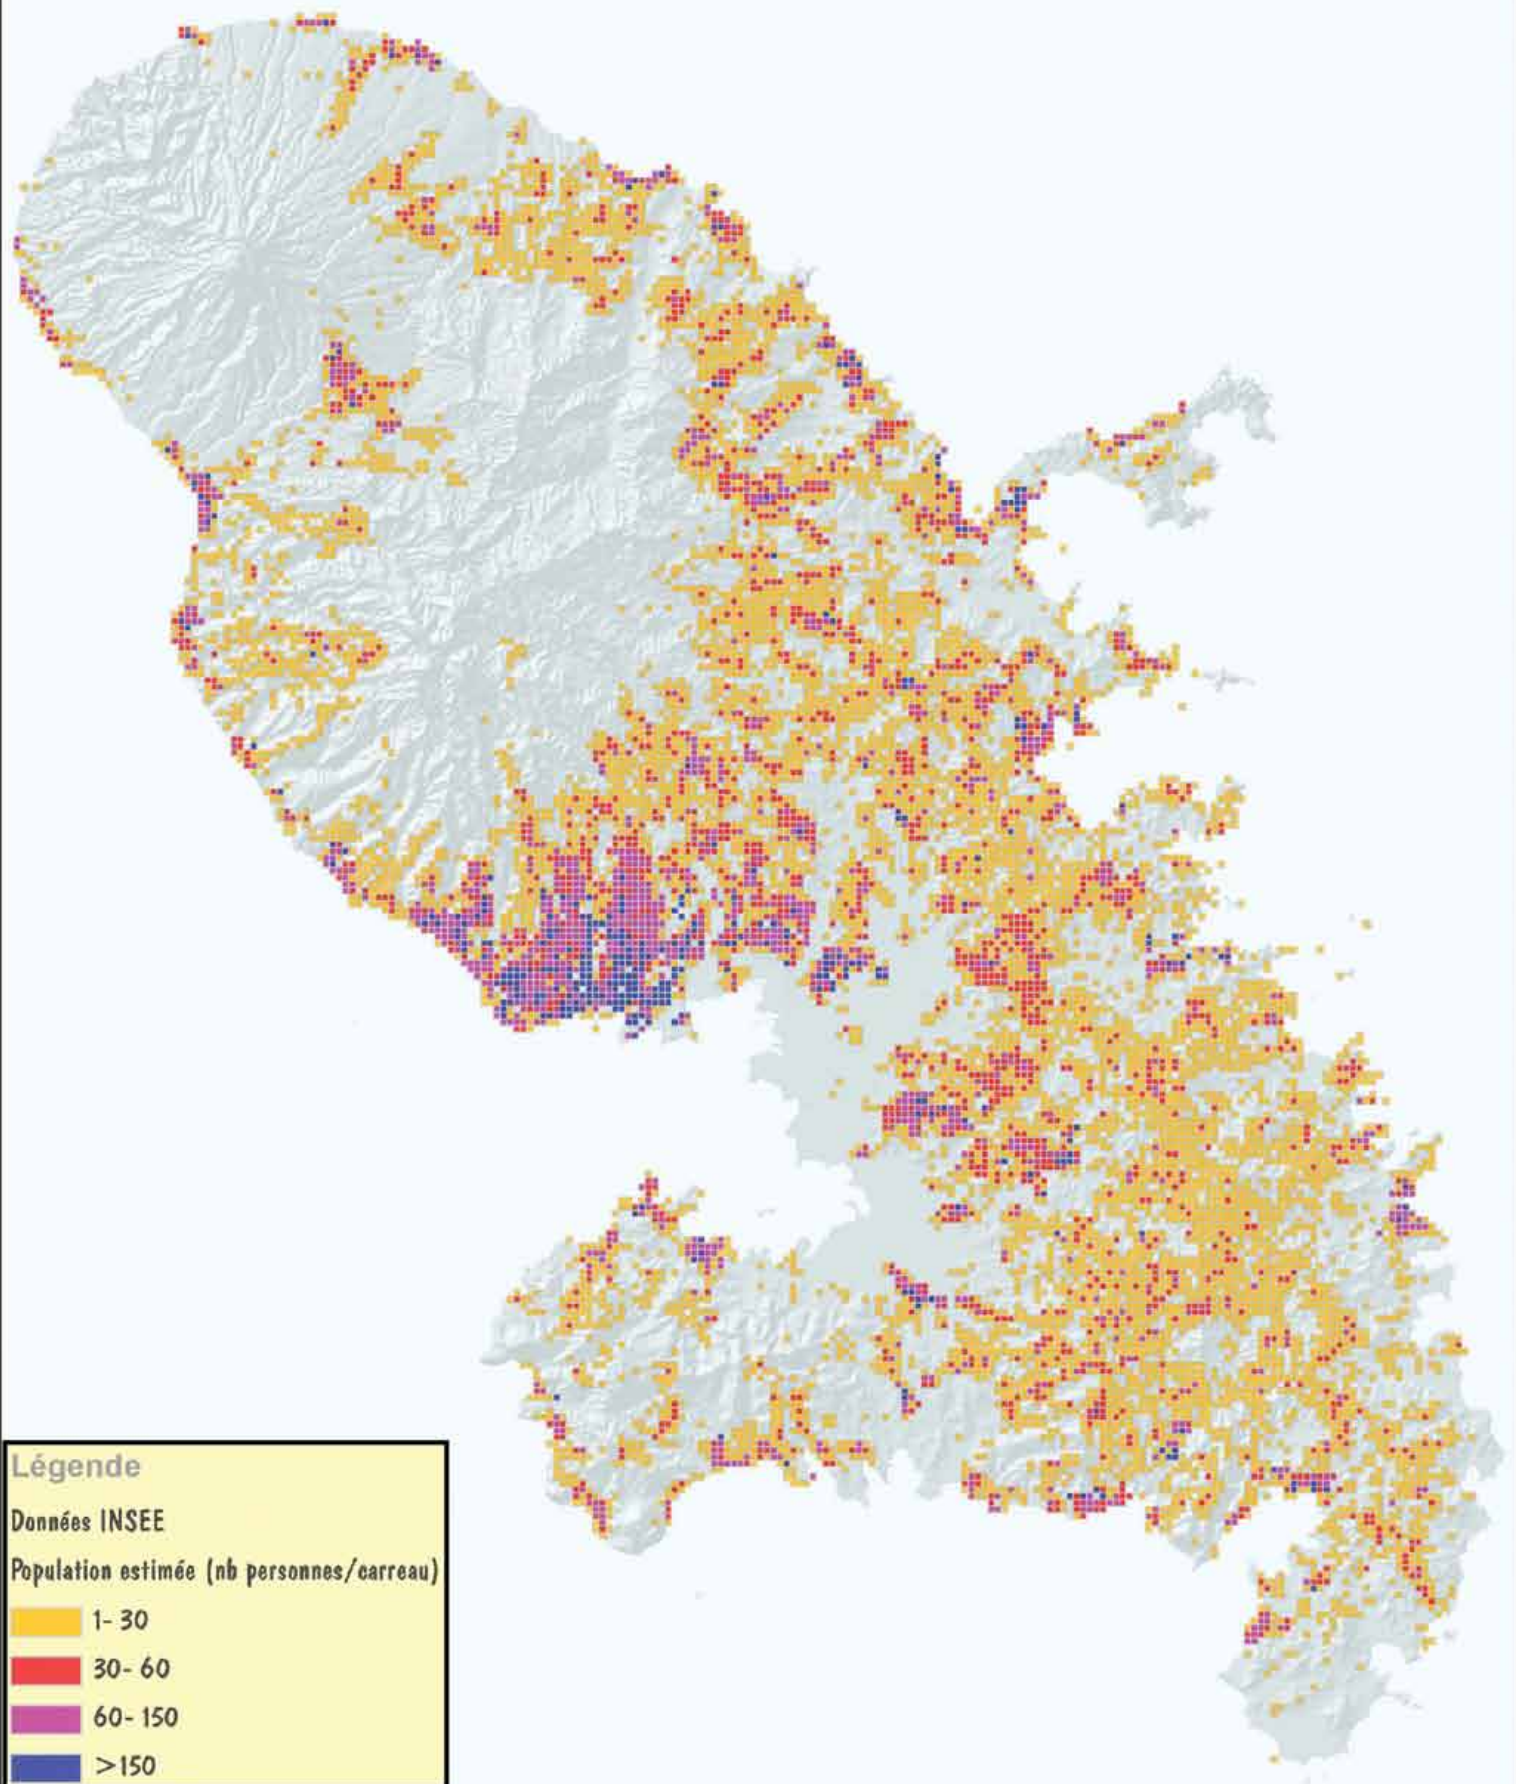 Légende
Données INSEE
Population estimée (nb personnes/carreau)
1- 30
30- 60
60- 150
>150